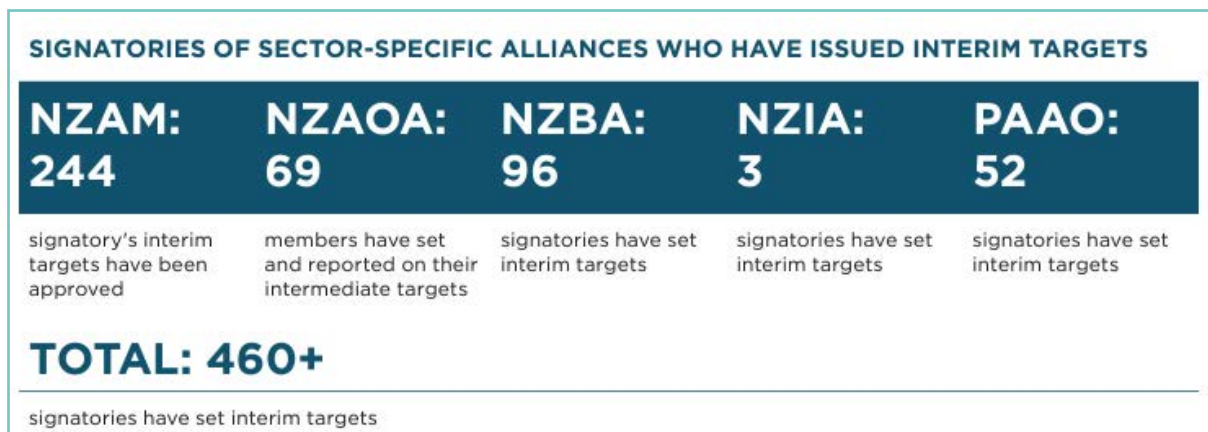 SIGNATORIES OF SECTOR-SPECIFIC ALLIANCES WHO HAVE ISSUED INTERIM TARGETS
NZAM:
244
signatory's interim
targets have been
approved
NZAOA:
69
members have set
and reported on their
intermediate targets
NZBA:
96
signatories have set
interim targets
NZIA:
3
signatories have set
interim targets
PAAO:
52
signatories have set
interim targets
TOTAL: 460+
signatories have set interim targets